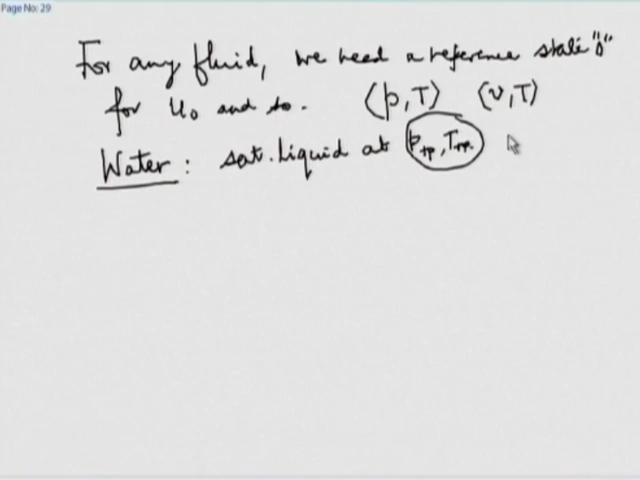 Page No: 29
For any fluid, we need a reference state "0"
for u₀ and s₀. (p,T) (v,T)
Water: sat. liquid at p_tp, T_tp.